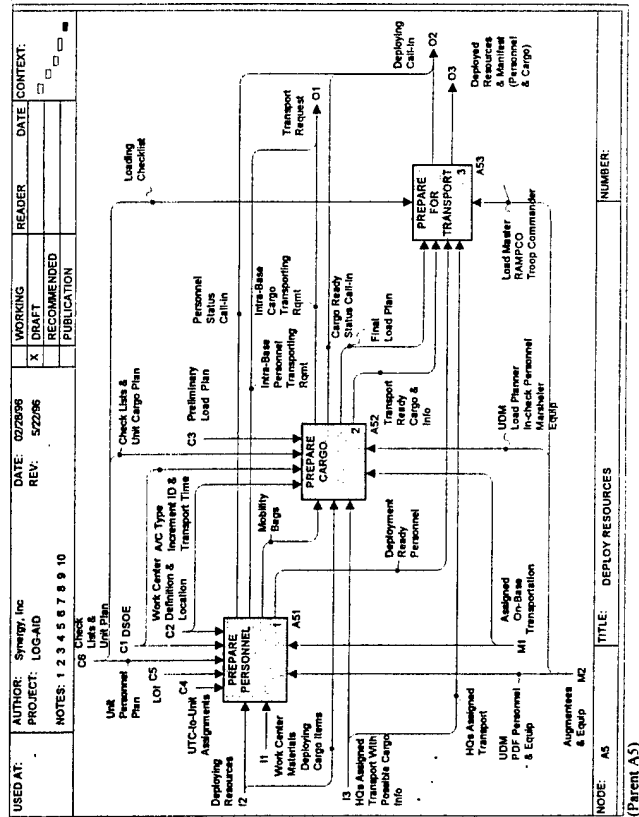 USED AT:
AUTHOR: Synergy, Inc
PROJECT: LOG-AID
NOTES: 1 2 3 4 5 6 7 8 9 10
DATE: 02/28/96
REV: 5/22/96
WORKING
X DRAFT
RECOMMENDED
PUBLICATION
READER
DATE
CONTEXT:
C6 Check
Lists &
Unit Plan
Unit
Personnel
Plan
C1 DSOE
LOI C5
C4
UTC-to-Unit
Assignments
Work Center
C2 Definition &
Location
A/C Type
Increment ID &
Transport Time
Check Lists &
Unit Cargo Plan
C3 Preliminary
Load Plan
Loading
Checklist
Deploying
Resources
I2
I1
Work Center
Materials
Deploying
Cargo Items
I3
HQs Assigned
Transport With
Possible Cargo
Info
PREPARE
PERSONNEL
1
A51
Personnel
Status
Call-In
Intra-Base
Personnel
Transporting
Rqmt
Intra-Base
Cargo
Transporting
Rqmt
Mobility
Bags
Deployment
Ready
Personnel
PREPARE
CARGO
2
A52
Cargo Ready
Status Call-In
Final
Load Plan
Transport
Ready
Cargo &
Info
PREPARE
FOR
TRANSPORT
3
A53
Transport
Request
O1
Deploying
Call-In
O2
O3
Deployed
Resources
& Manifest
(Personnel
& Cargo)
HQs Assigned
Transport
UDM
PDF Personnel
& Equip
Augmentees
& Equip
M2
M1
Assigned
On-Base
Transportation
UDM
Load Planner
In-check Personnel
Marsheler
Equip
Load Master
RAMPCO
Troop Commander
NODE: A5
TITLE: DEPLOY RESOURCES
NUMBER:
(Parent A5)